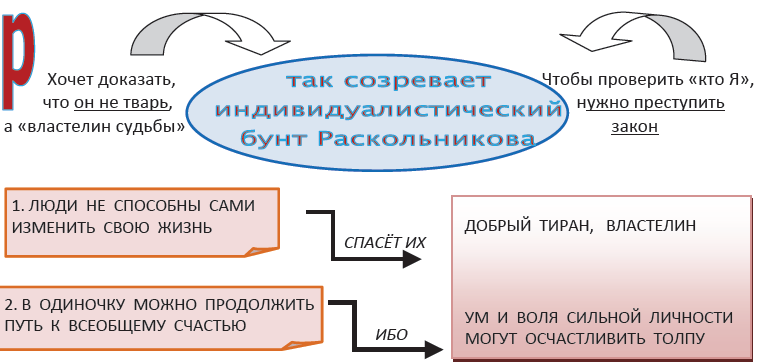 р
Хочет доказать,
что он не тварь,
а «властелин судьбы»
так созревает
индивидуалистический
бунт Раскольникова
Чтобы проверить «кто Я»,
нужно преступить
закон
1. ЛЮДИ НЕ СПОСОБНЫ САМИ
ИЗМЕНИТЬ СВОЮ ЖИЗНЬ
СПАСЁТ ИХ
ДОБРЫЙ ТИРАН, ВЛАСТЕЛИН
2. В ОДИНОЧКУ МОЖНО ПРОДОЛЖИТЬ
ПУТЬ К ВСЕОБЩЕМУ СЧАСТЬЮ
ИБО
УМ И ВОЛЯ СИЛЬНОЙ ЛИЧНОСТИ
МОГУТ ОСЧАСТЛИВИТЬ ТОЛПУ